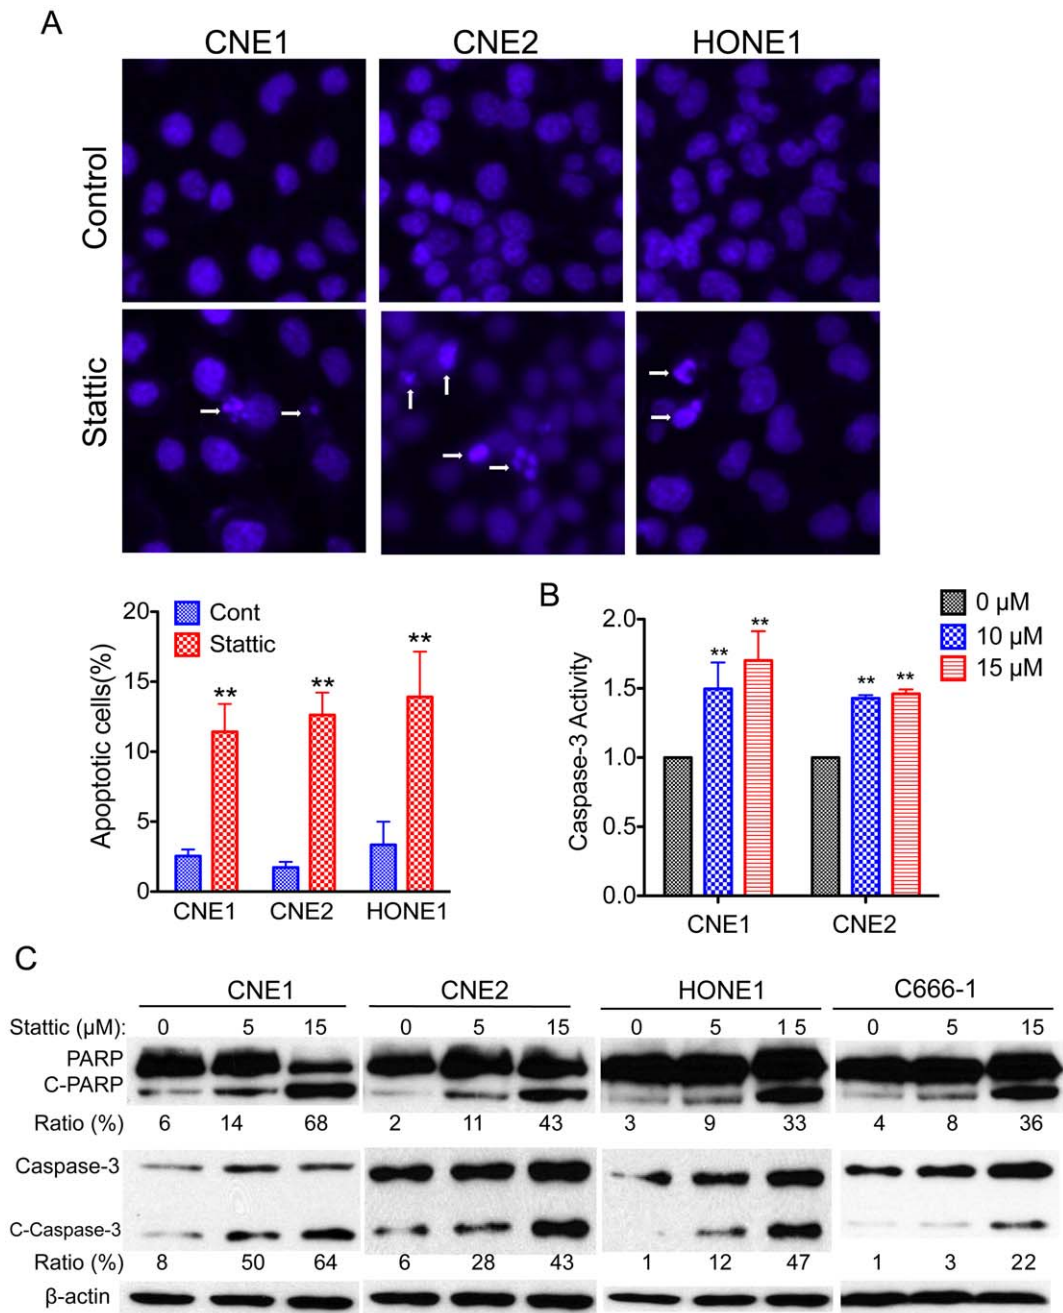 A
CNE1 CNE2 HONE1
Control
Stattic
20
15
10
5
0
Apoptotic cells(%)
Cont
Stattic
** ** **
CNE1 CNE2 HONE1
B
2.0
1.5
1.0
0.5
0.0
Caspase-3 Activity
** ** ** **
CNE1 CNE2
0 µM
10 µM
15 µM
C
CNE1 CNE2 HONE1 C666-1
Stattic (µM): 0 5 15 0 5 15 0 5 1 5 0 5 15
PARP
C-PARP
Ratio (%) 6 14 68 2 11 43 3 9 33 4 8 36
Caspase-3
C-Caspase-3
Ratio (%) 8 50 64 6 28 43 1 12 47 1 3 22
β-actin